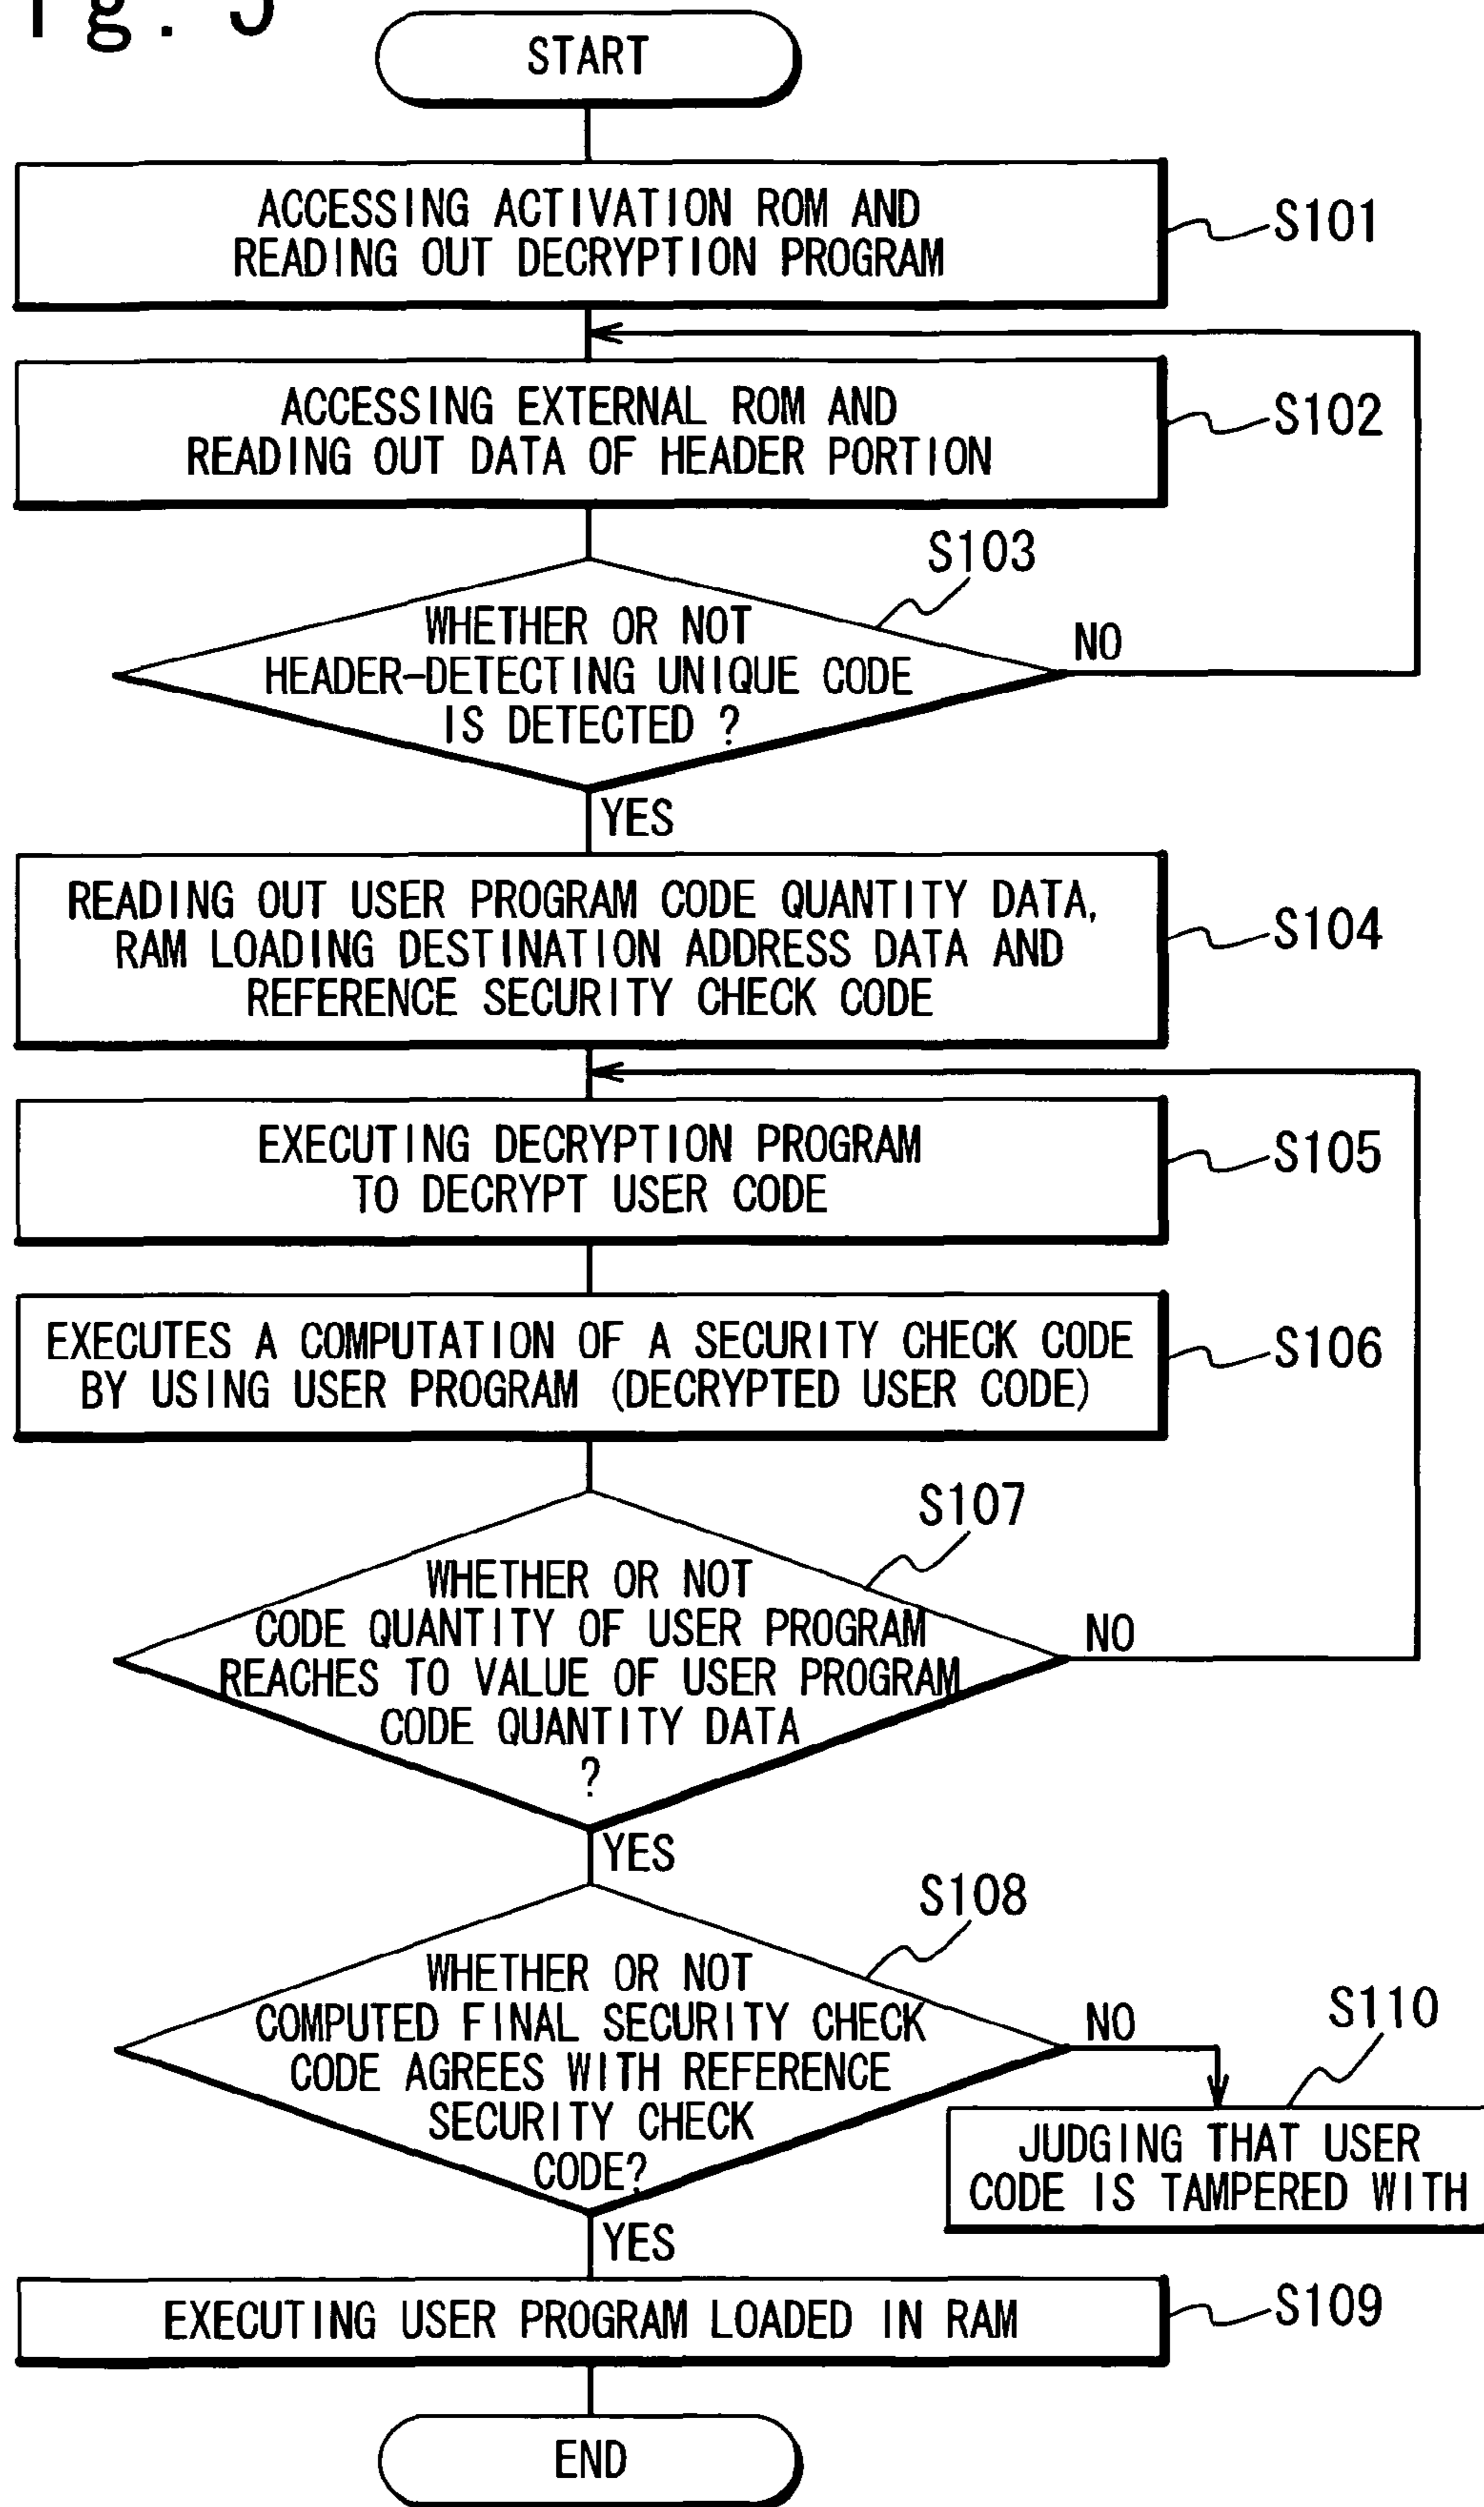 START
ACCESSING ACTIVATION ROM AND
READING OUT DECRYPTION PROGRAM
S101
ACCESSING EXTERNAL ROM AND
READING OUT DATA OF HEADER PORTION
S102
S103
WHETHER OR NOT
HEADER-DETECTING UNIQUE CODE
IS DETECTED ?
NO
YES
READING OUT USER PROGRAM CODE QUANTITY DATA,
RAM LOADING DESTINATION ADDRESS DATA AND
REFERENCE SECURITY CHECK CODE
S104
EXECUTING DECRYPTION PROGRAM
TO DECRYPT USER CODE
S105
EXECUTES A COMPUTATION OF A SECURITY CHECK CODE
BY USING USER PROGRAM (DECRYPTED USER CODE)
S106
S107
WHETHER OR NOT
CODE QUANTITY OF USER PROGRAM
REACHES TO VALUE OF USER PROGRAM
CODE QUANTITY DATA
?
NO
YES
S108
WHETHER OR NOT
COMPUTED FINAL SECURITY CHECK
CODE AGREES WITH REFERENCE
SECURITY CHECK
CODE?
NO
S110
JUDGING THAT USER
CODE IS TAMPERED WITH
YES
EXECUTING USER PROGRAM LOADED IN RAM
S109
END